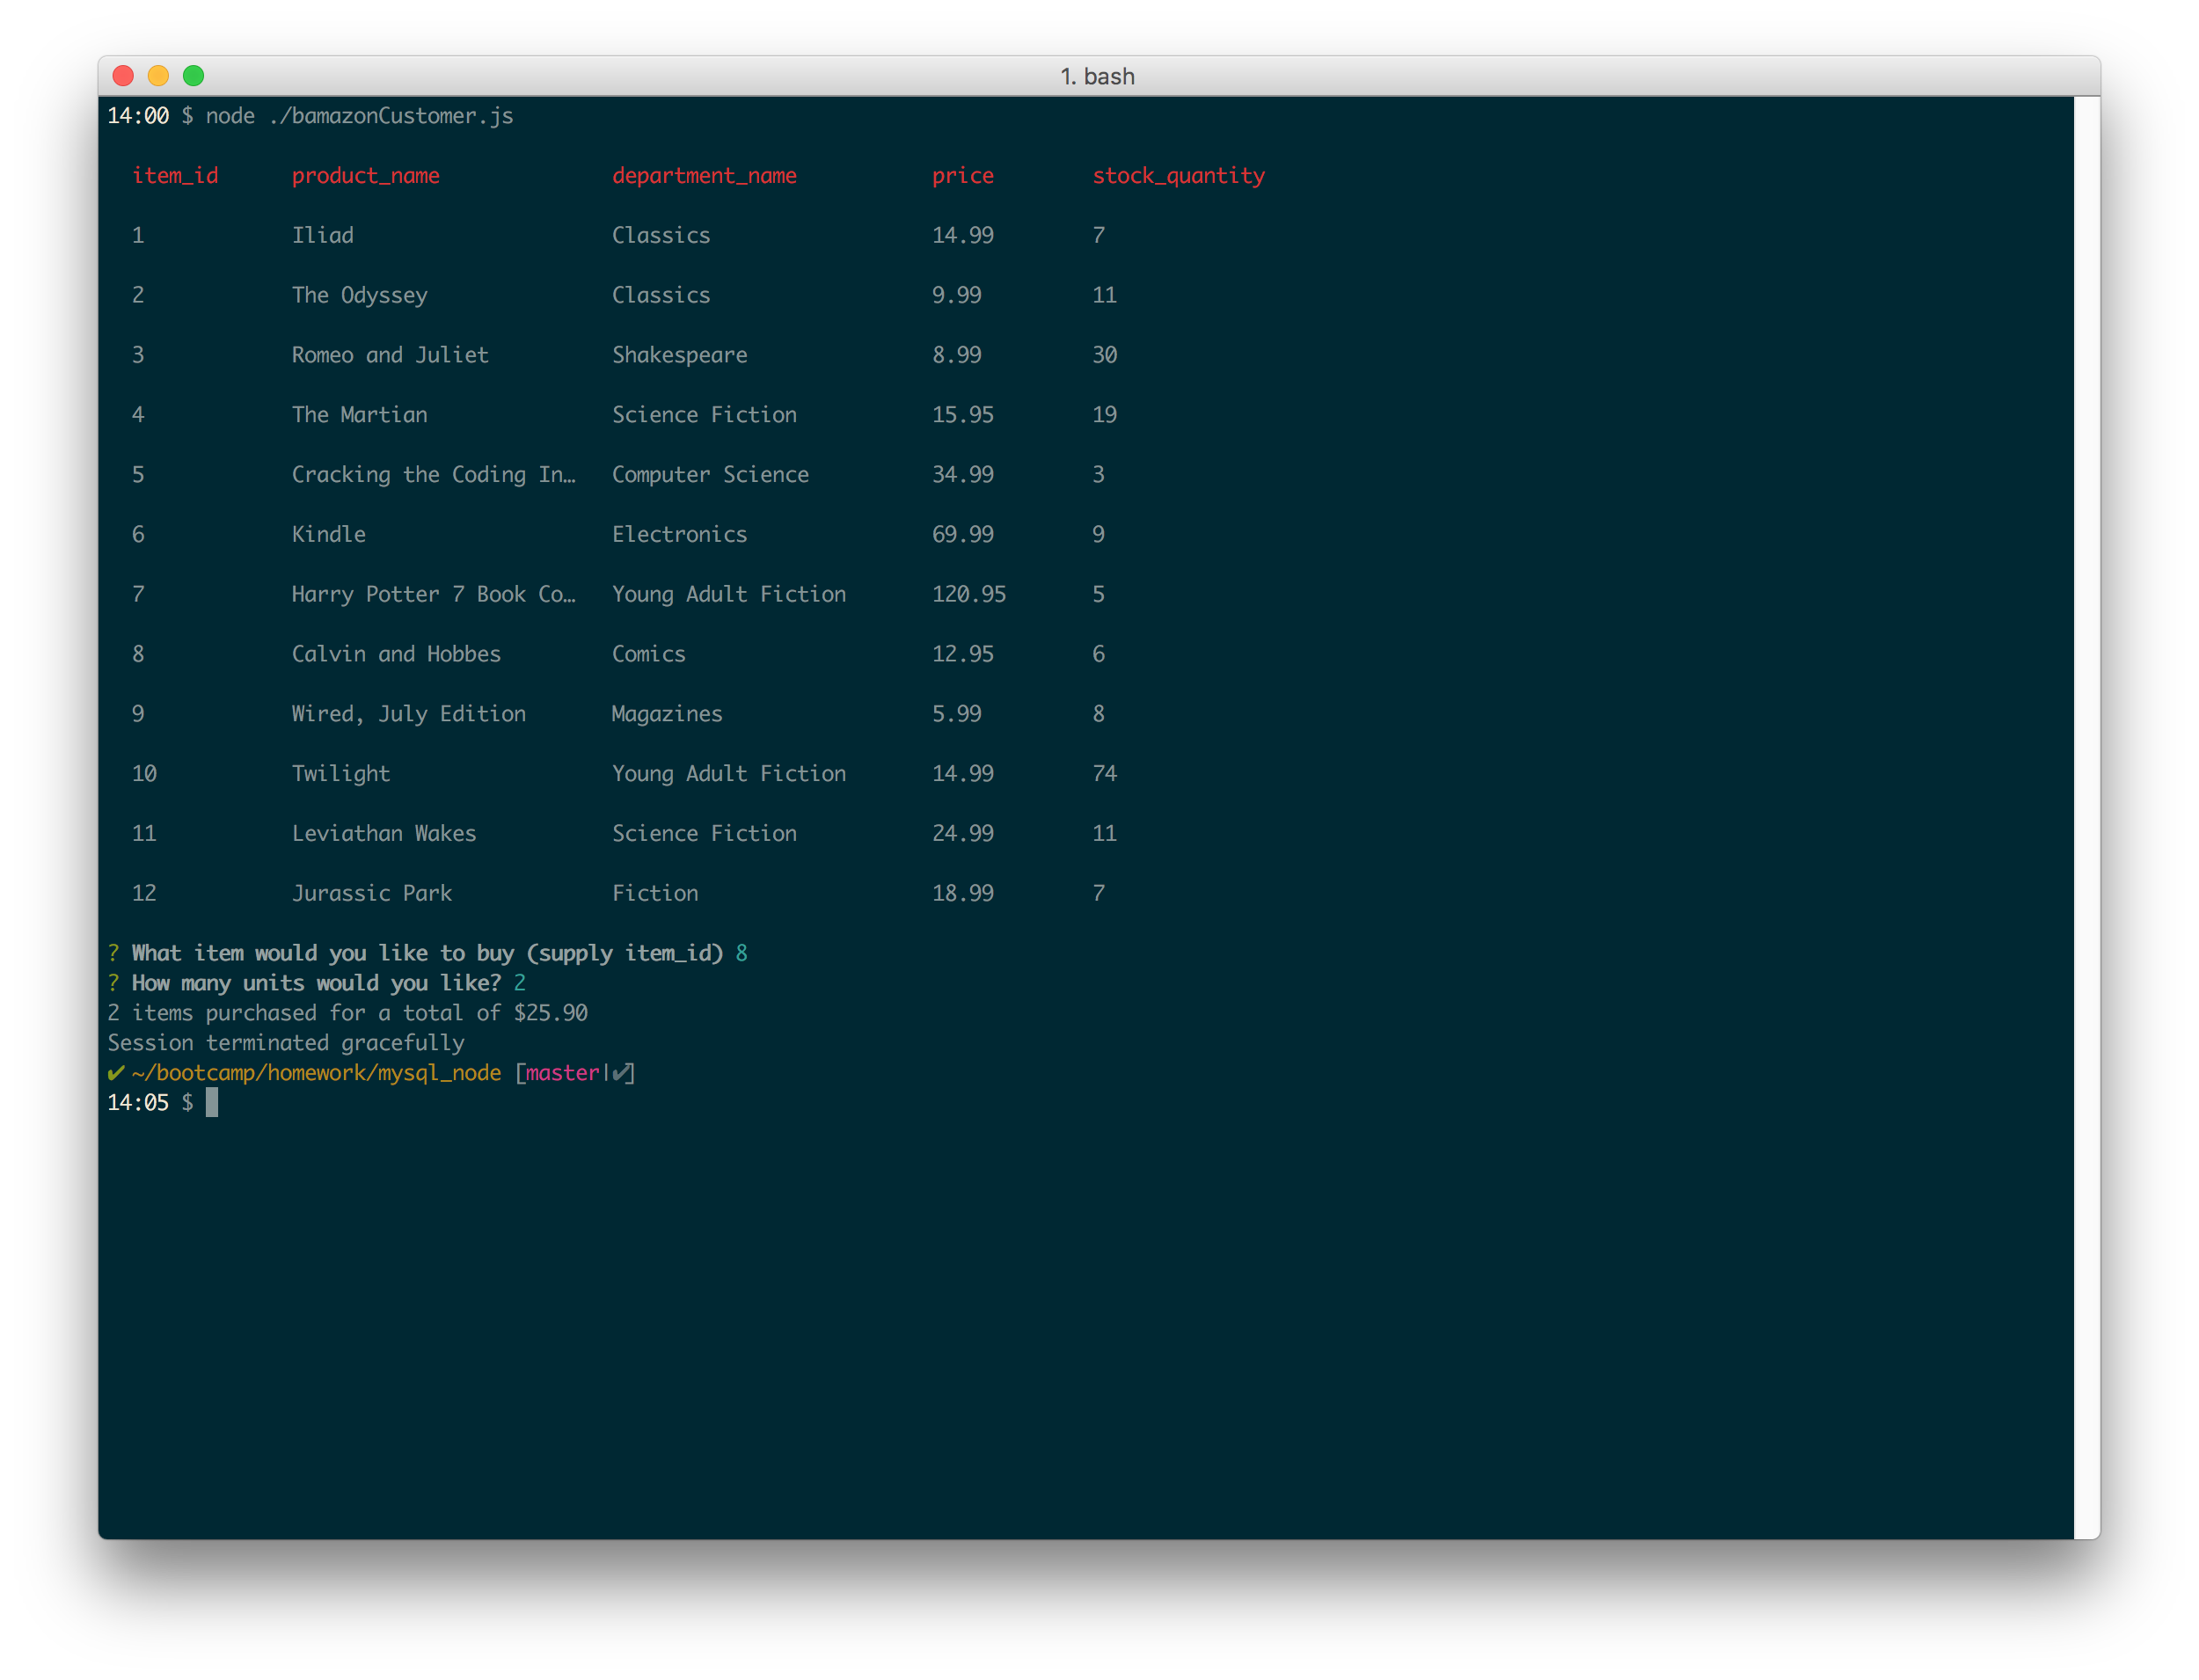 1. bash
14:00 $ node ./bamazonCustomer.js
item_id product_name department_name price stock_quantity
1 Iliad Classics 14.99 7
2 The Odyssey Classics 9.99 11
3 Romeo and Juliet Shakespeare 8.99 30
4 The Martian Science Fiction 15.95 19
5 Cracking the Coding In… Computer Science 34.99 3
6 Kindle Electronics 69.99 9
7 Harry Potter 7 Book Co… Young Adult Fiction 120.95 5
8 Calvin and Hobbes Comics 12.95 6
9 Wired, July Edition Magazines 5.99 8
10 Twilight Young Adult Fiction 14.99 74
11 Leviathan Wakes Science Fiction 24.99 11
12 Jurassic Park Fiction 18.99 7
? What item would you like to buy (supply item_id) 8
? How many units would you like? 2
2 items purchased for a total of $25.90
Session terminated gracefully
✔ ~/bootcamp/homework/mysql_node [master|✔]
14:05 $